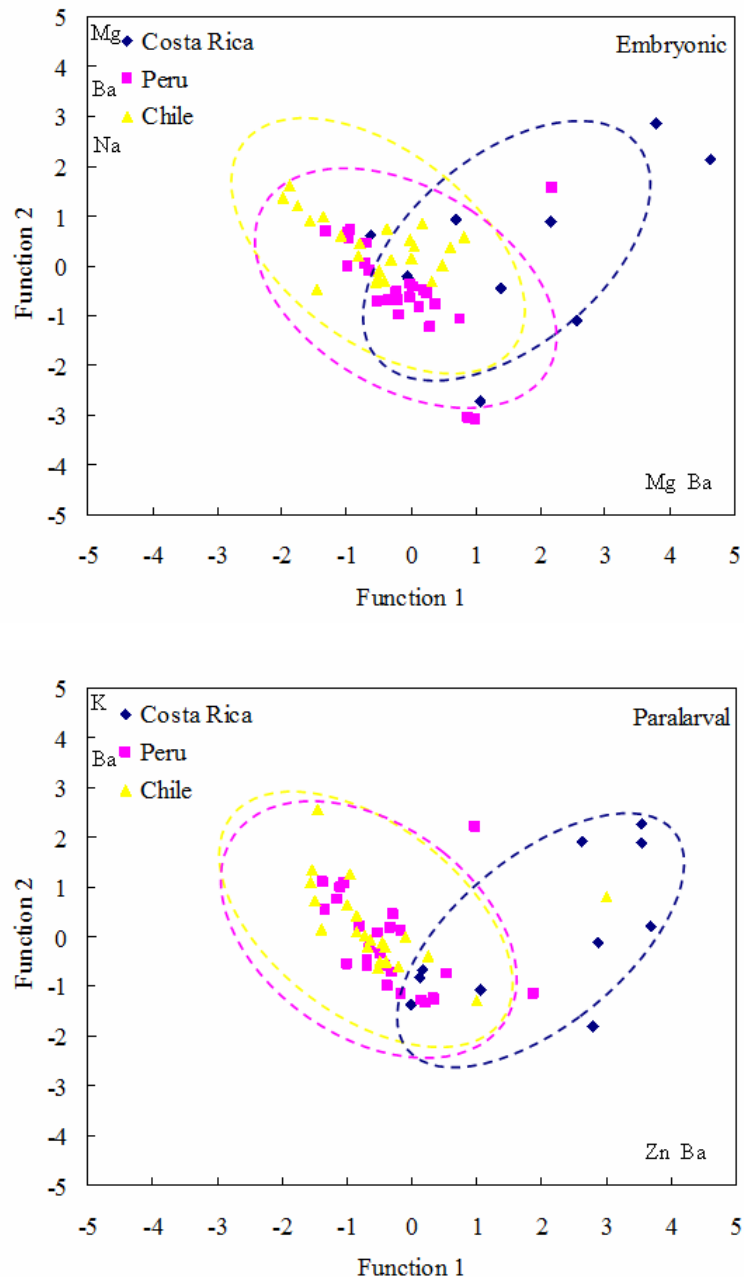 5
Mg
Costa Rica
Embryonic
4
Ba
Peru
3
Na
Chile
2
1
0
-1
-2
-3
-4
Mg Ba
-5
-5 -4 -3 -2 -1 0 1 2 3 4 5
Function 2
Function 1
5
K
Costa Rica
Paralarval
4
Ba
Peru
3
Chile
2
1
0
-1
-2
-3
-4
Zn Ba
-5
-5 -4 -3 -2 -1 0 1 2 3 4 5
Function 2
Function 1